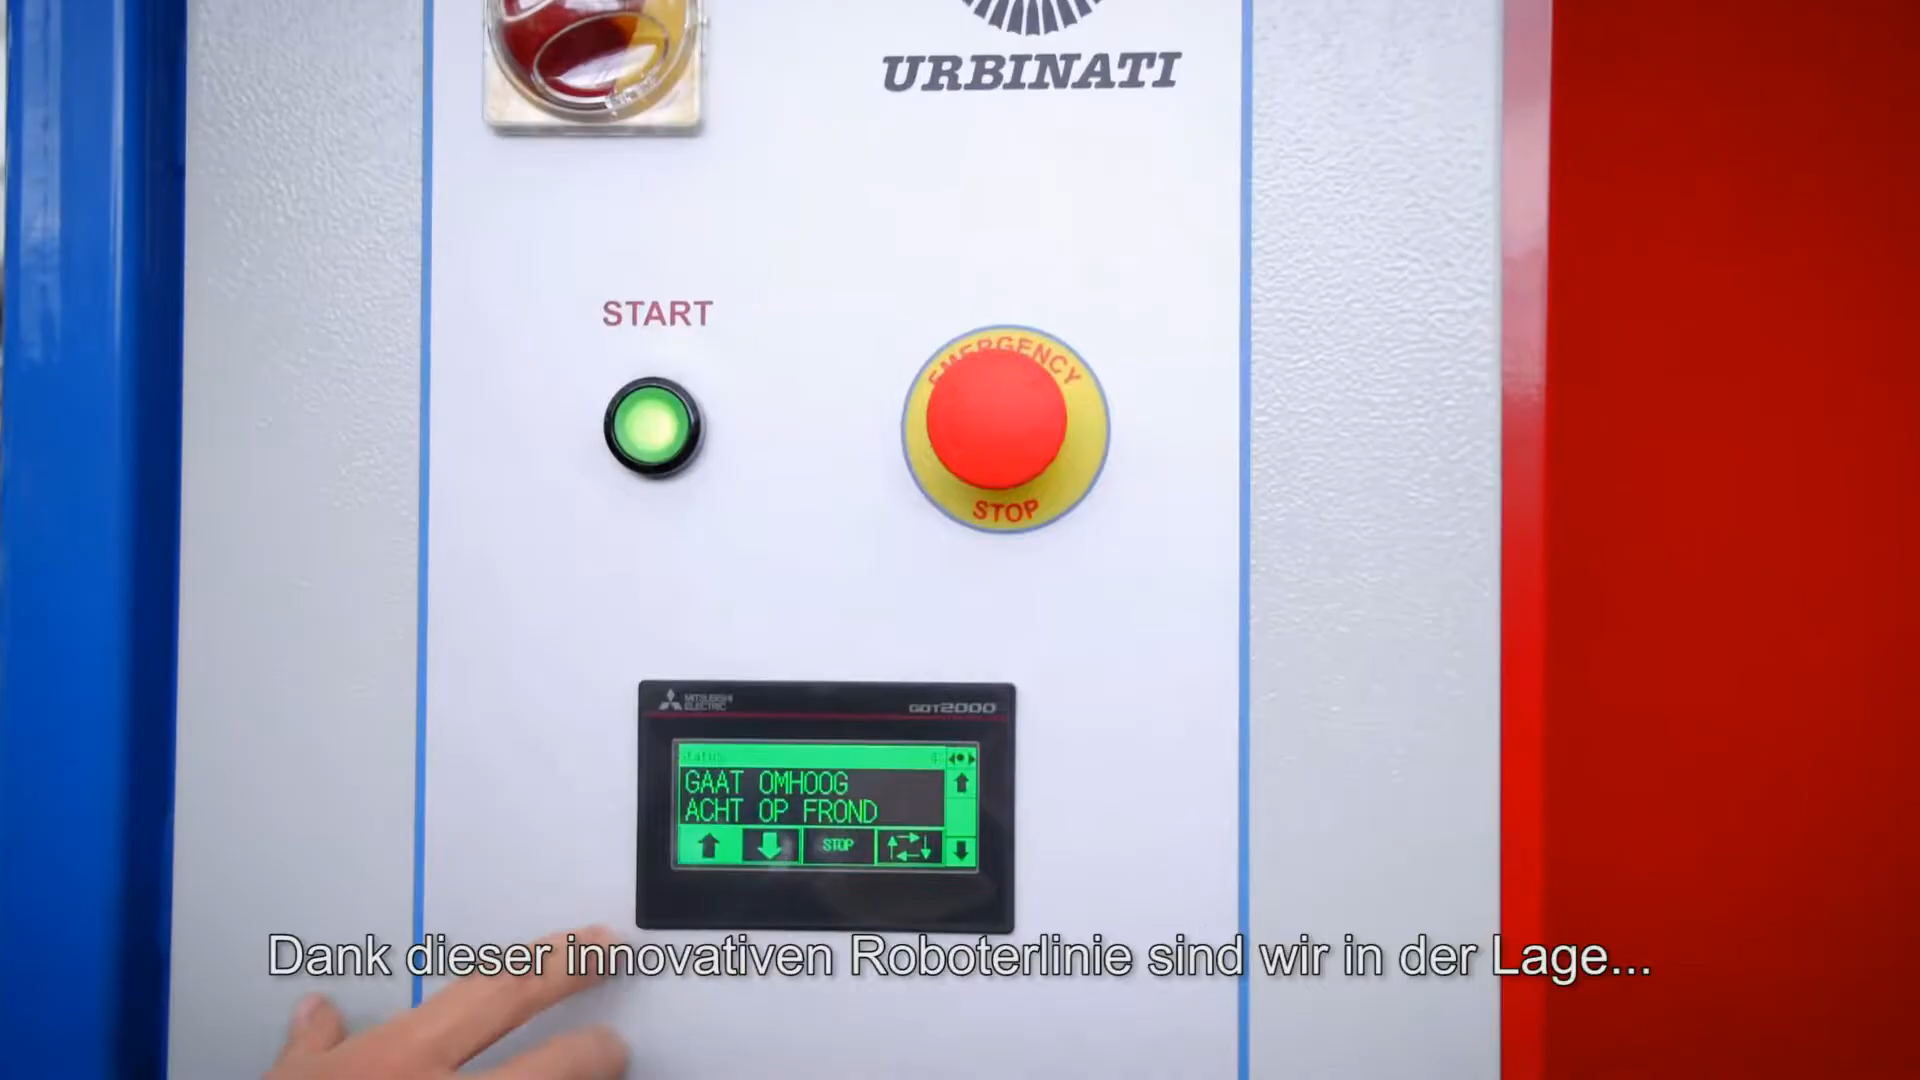 URBINATI
START
EMERGENCY
STOP
MITSUBISHI
ELECTRIC
GOT2000
Status
GAAT OMHOOG
ACHT OP FROND
STOP
Dank dieser innovativen Roboterlinie sind wir in der Lage...